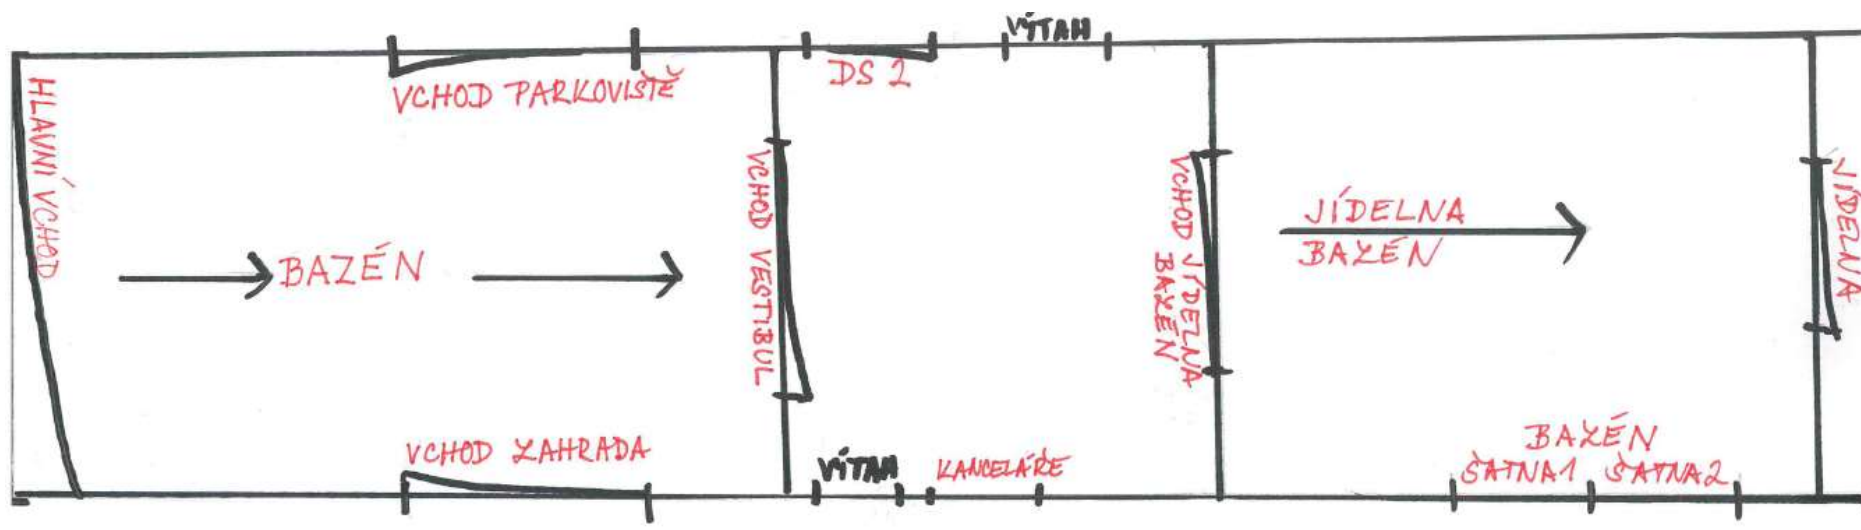 HLAVNÍ VCHOD
VCHOD PARKOVIŠTĚ
BAZÉN
VCHOD ZAHRADA
VCHOD VESTIBUL
DS 2
VÝTAH
VÝTAH
KANCELÁŘE
VCHOD JÍDELNA
BAZÉN
JÍDELNA
BAZÉN
BAZÉN
ŠATNA1 ŠATNA2
JÍDELNA